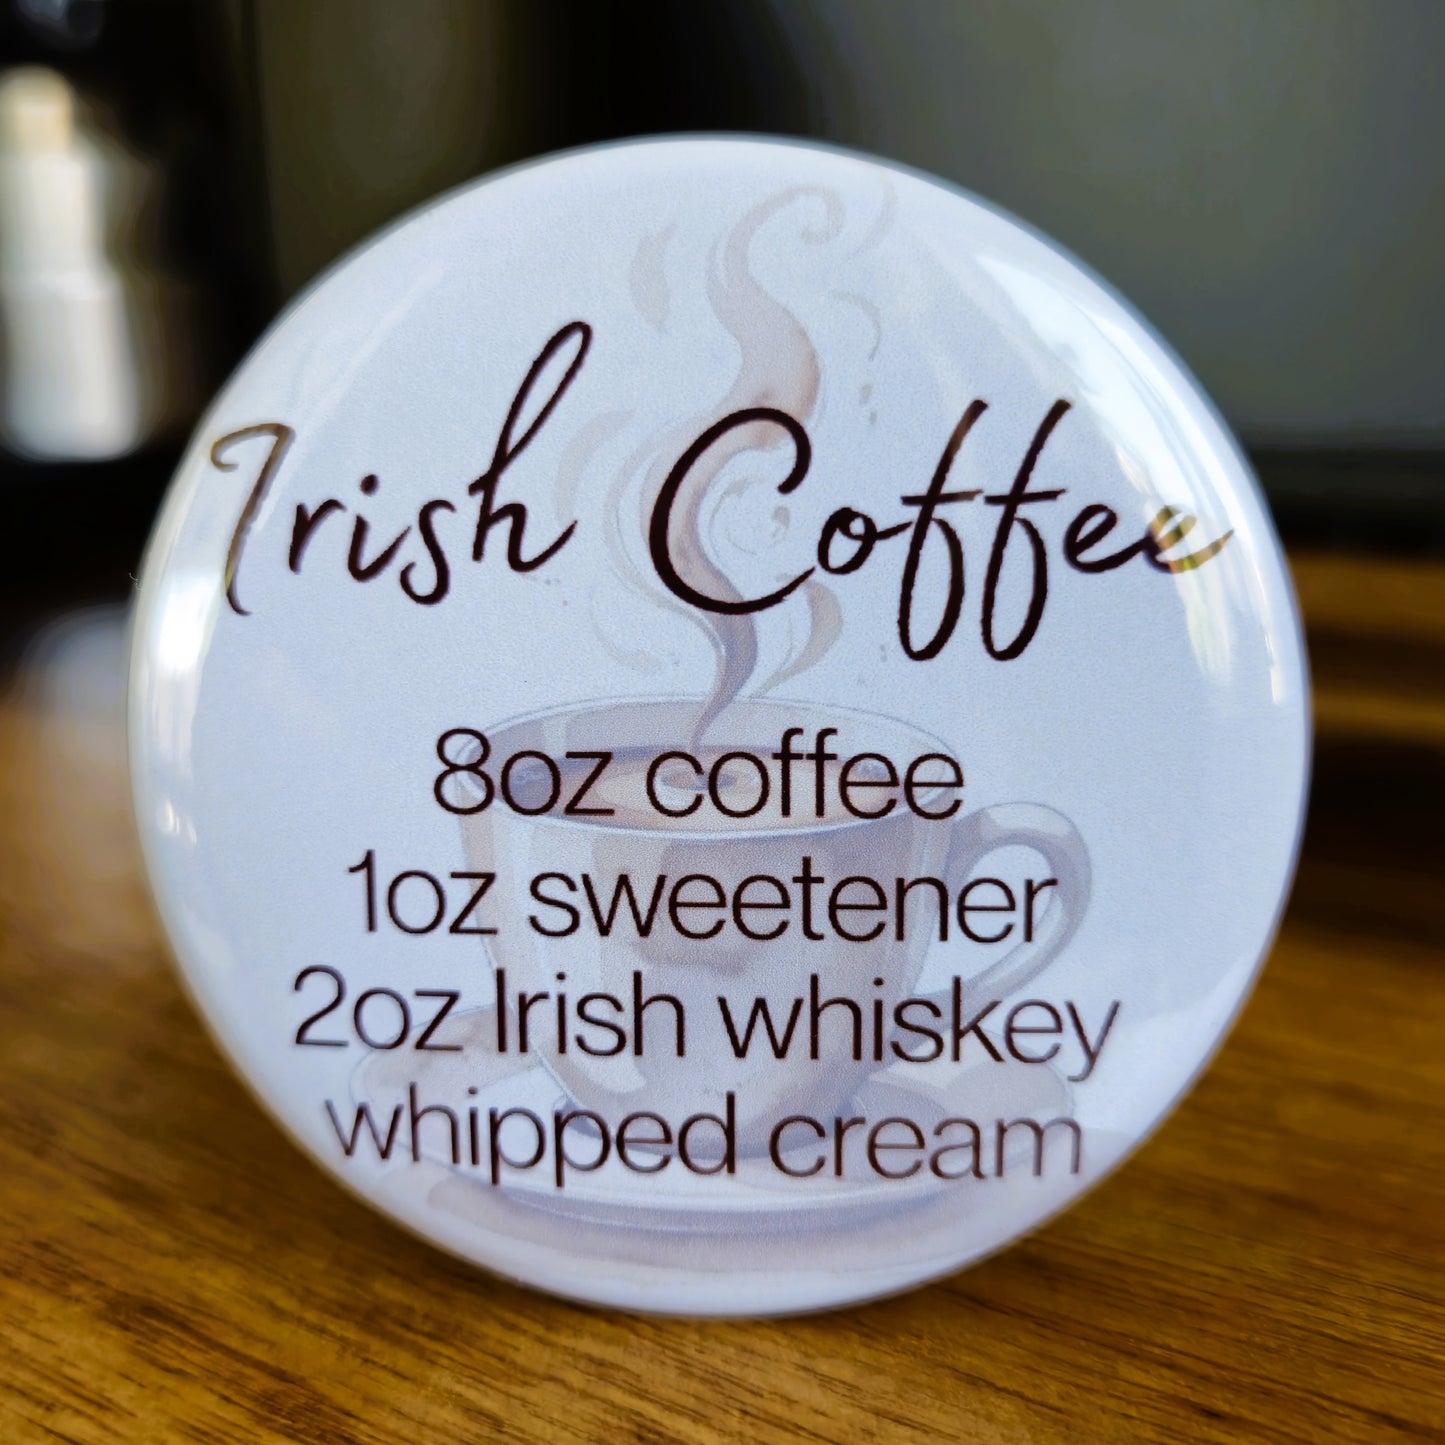 Irish Coffee
8oz coffee
1oz sweetener
2oz Irish whiskey
whipped cream